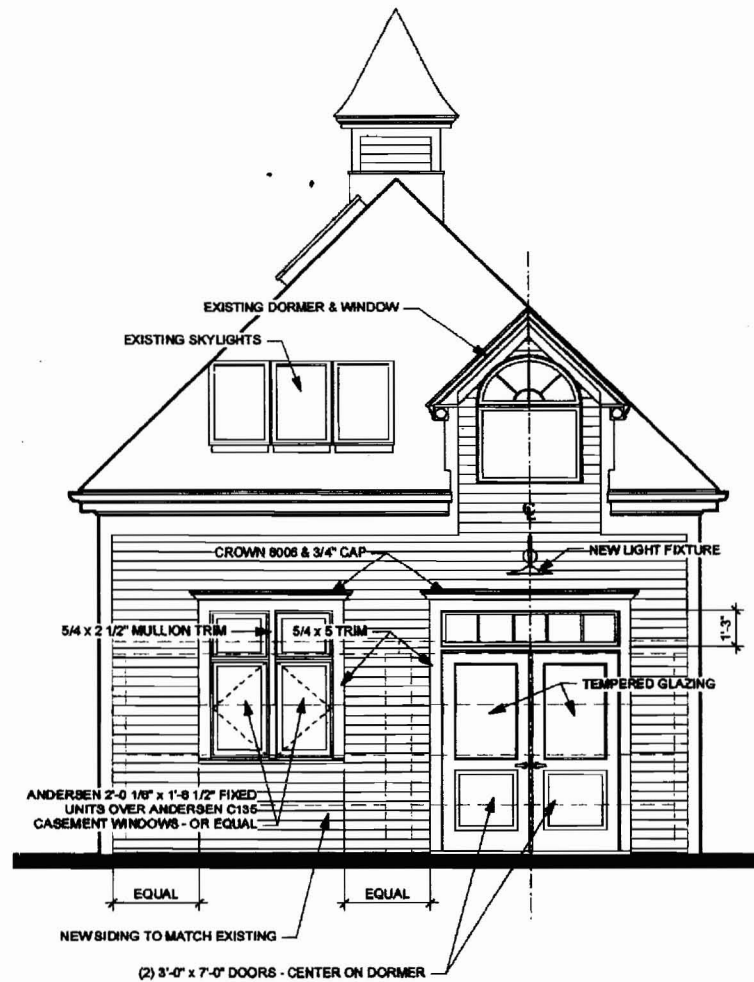 EXISTING DORMER & WINDOW
EXISTING SKYLIGHTS
CL
CROWN 8006 & 3/4" CAP
NEW LIGHT FIXTURE
5/4 x 2 1/2" MULLION TRIM
5/4 x 5 TRIM
1'-3"
TEMPERED GLAZING
ANDERSEN 2'-0 1/8" x 1'-8 1/2" FIXED
UNITS OVER ANDERSEN C135
CASEMENT WINDOWS - OR EQUAL
EQUAL
EQUAL
NEW SIDING TO MATCH EXISTING
(2) 3'-0" x 7'-0" DOORS - CENTER ON DORMER